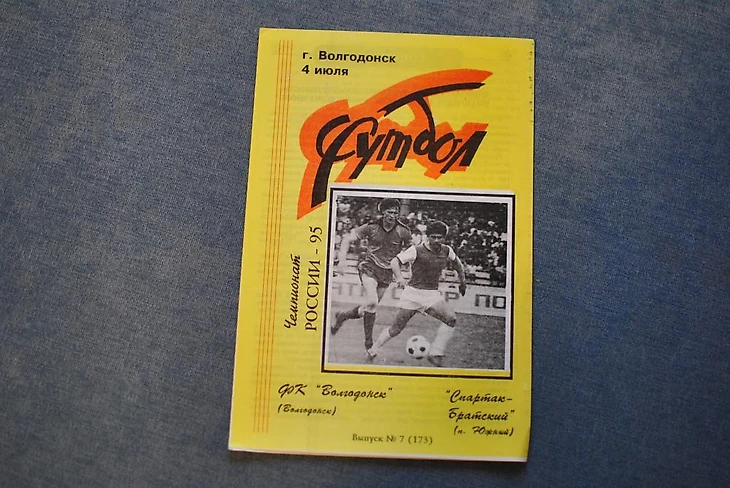 г. Волгодонск
4 июля
Футбол
Чемпионат
РОССИИ - 95
ФК "Волгодонск"
(Волгодонск)
"Спартак-
Братский"
(п. Южный)
Выпуск № 7 (173)